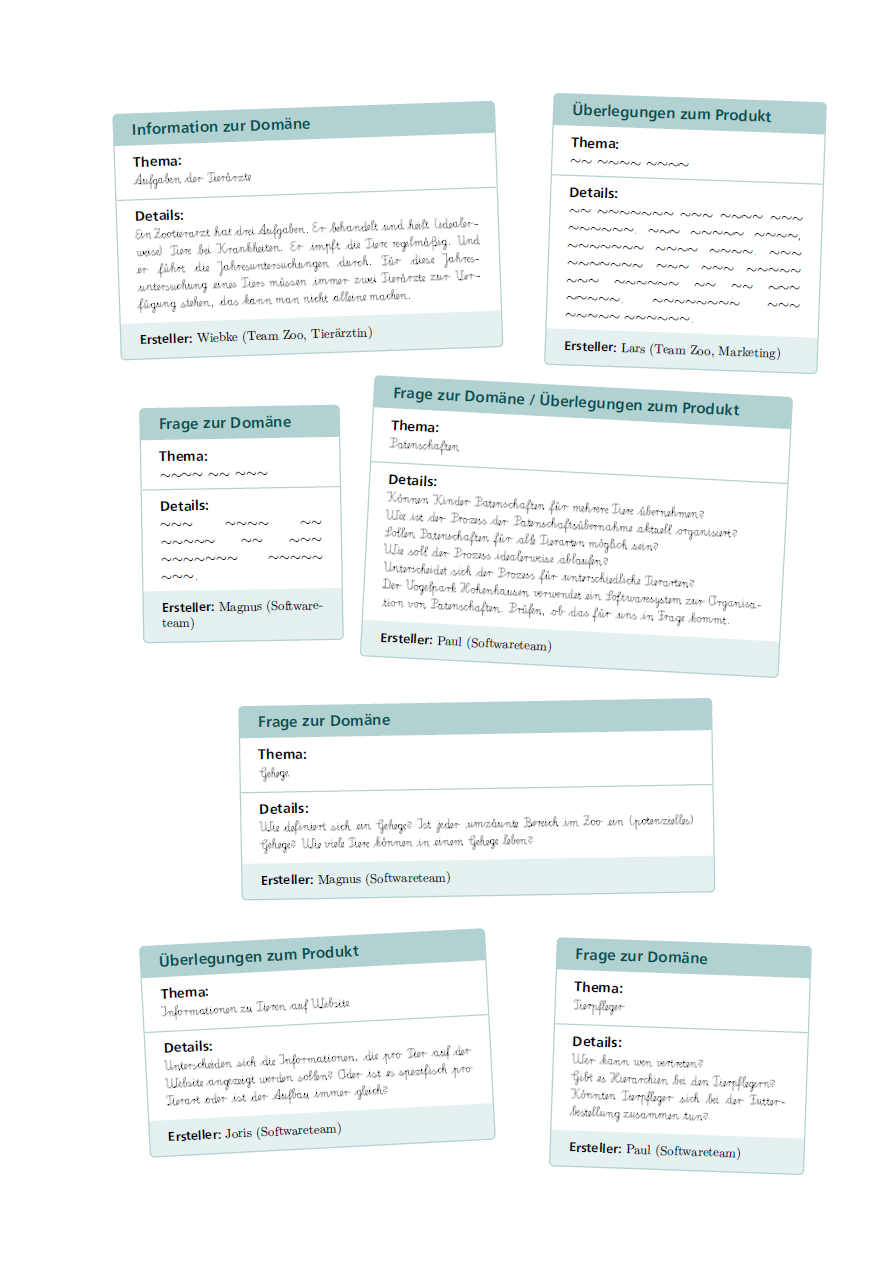 Information zur Domäne
Thema:
Aufgaben der Tierärzte
Details:
Ein Zootierarzt hat drei Aufgaben. Er behandelt und heilt (idealer-
weise) Tiere bei Krankheiten. Er impft die Tiere regelmäßig. Und
er führt die Jahresuntersuchungen durch. Für diese Jahres-
untersuchung eines Tiers müssen immer zwei Tierärzte zur Ver-
fügung stehen, das kann man nicht alleine machen.
Ersteller: Wiebke (Team Zoo, Tierärztin)
Überlegungen zum Produkt
Thema:
~~ ~~~~ ~~~~
Details:
~~ ~~~~~~~ ~~~ ~~~~ ~~~
~~~~~~. ~~~ ~~~~~ ~~~~,
~~~~~~~ ~~~~ ~~~~. ~~~
~~~~~~~ ~~~ ~~~ ~~~~~
~~~ ~~~~~~ ~~ ~~ ~~~
~~~~~. ~~~~~~~~ ~~~
~~~~~ ~~~~~~.
Ersteller: Lars (Team Zoo, Marketing)
Frage zur Domäne
Thema:
~~~~ ~~ ~~~
Details:
~~~ ~~~~ ~~
~~~~~ ~~ ~~~
~~~~~~~ ~~~~~
~~~.
Ersteller: Magnus (Software-
team)
Frage zur Domäne / Überlegungen zum Produkt
Thema:
Patenschaften
Details:
Können Kinder Patenschaften für mehrere Tiere übernehmen?
Wie ist der Prozess der Patenschaftsübernahme aktuell organisiert?
Sollen Patenschaften für alle Tierarten möglich sein?
Wie soll der Prozess idealerweise ablaufen?
Unterscheidet sich der Prozess für unterschiedliche Tierarten?
Der Vogelpark Hohenhausen verwendet ein Softwaresystem zur Organisa-
tion von Patenschaften. Prüfen, ob das für uns in Frage kommt.
Ersteller: Paul (Softwareteam)
Frage zur Domäne
Thema:
Gehege
Details:
Wie definiert sich ein Gehege? Ist jeder umzäunte Bereich im Zoo ein (potenzielles)
Gehege? Wie viele Tiere können in einem Gehege leben?
Ersteller: Magnus (Softwareteam)
Überlegungen zum Produkt
Thema:
Informationen zu Tieren auf Website
Details:
Unterscheiden sich die Informationen, die pro Tier auf der
Website angezeigt werden sollen? Oder ist es spezifisch pro
Tierart oder ist der Aufbau immer gleich?
Ersteller: Joris (Softwareteam)
Frage zur Domäne
Thema:
Tierpfleger
Details:
Wer kann wen vertreten?
Gibt es Hierarchien bei den Tierpflegern?
Könnten Tierpfleger sich bei der Futter-
bestellung zusammen tun?
Ersteller: Paul (Softwareteam)